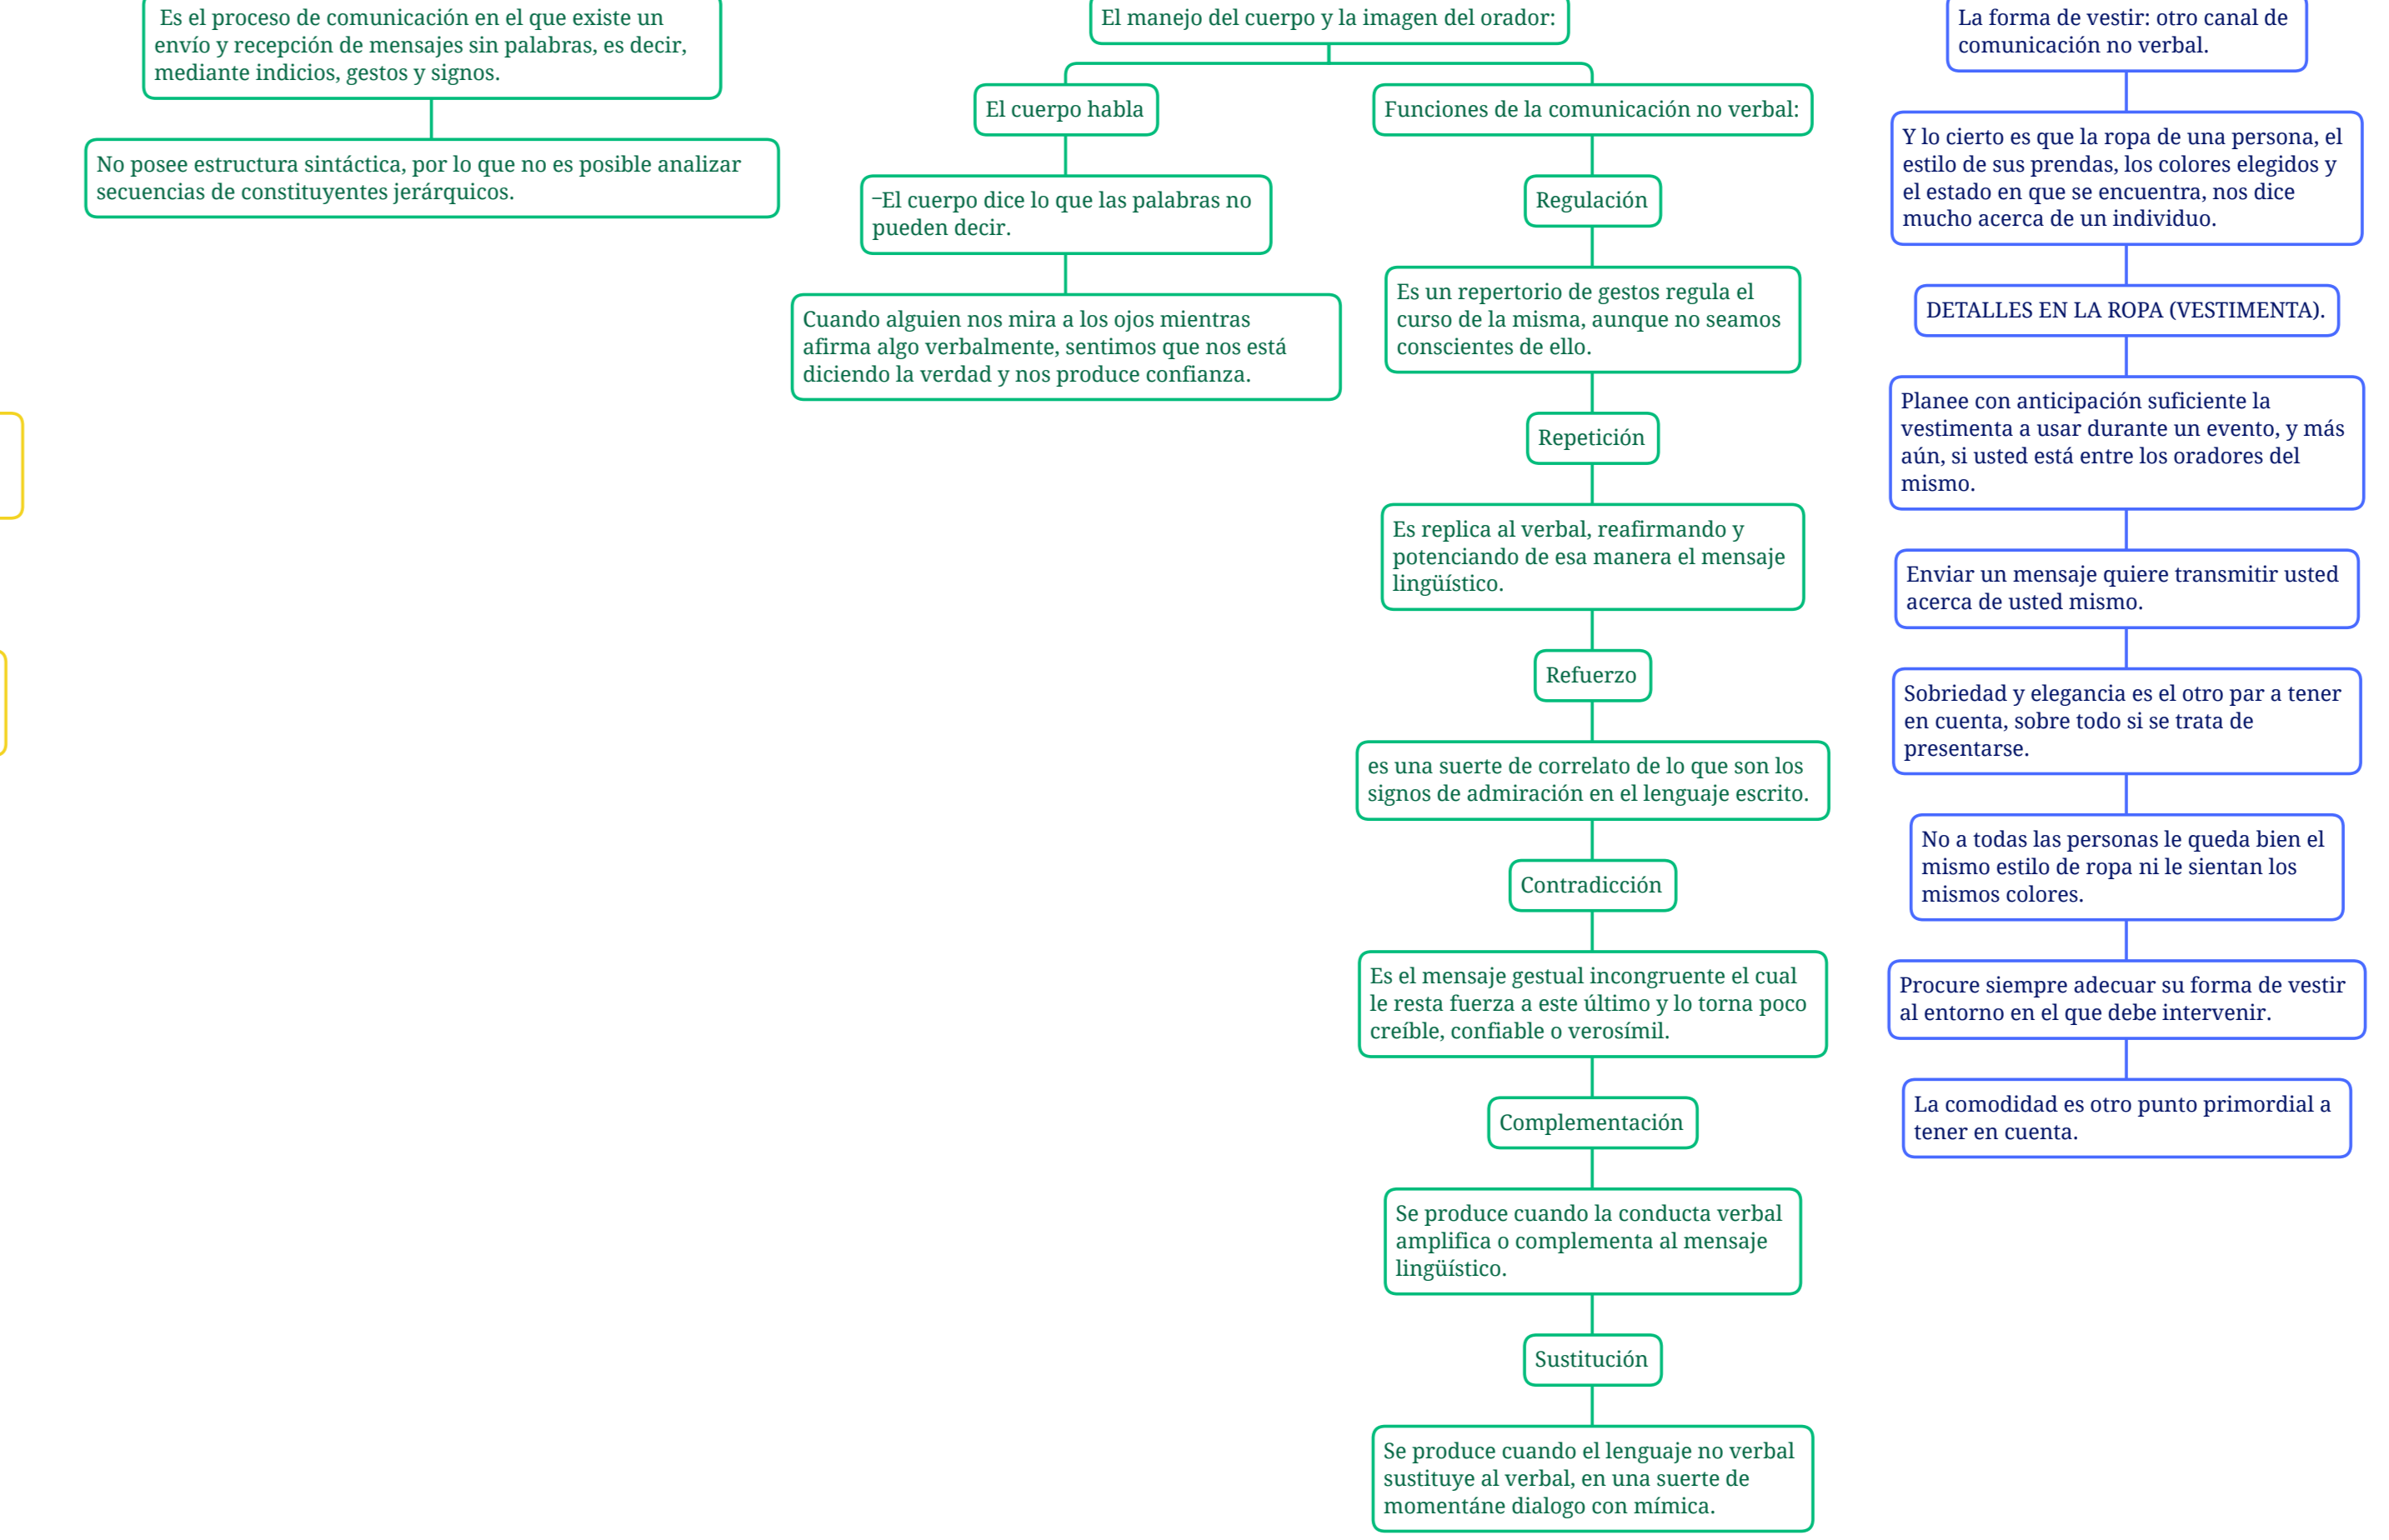 Es el proceso de comunicación en el que existe un
envío y recepción de mensajes sin palabras, es decir,
mediante indicios, gestos y signos.
No posee estructura sintáctica, por lo que no es posible analizar
secuencias de constituyentes jerárquicos.
El manejo del cuerpo y la imagen del orador:
El cuerpo habla
–El cuerpo dice lo que las palabras no
pueden decir.
Cuando alguien nos mira a los ojos mientras
afirma algo verbalmente, sentimos que nos está
diciendo la verdad y nos produce confianza.
Funciones de la comunicación no verbal:
Regulación
Es un repertorio de gestos regula el
curso de la misma, aunque no seamos
conscientes de ello.
Repetición
Es replica al verbal, reafirmando y
potenciando de esa manera el mensaje
lingüístico.
Refuerzo
es una suerte de correlato de lo que son los
signos de admiración en el lenguaje escrito.
Contradicción
Es el mensaje gestual incongruente el cual
le resta fuerza a este último y lo torna poco
creíble, confiable o verosímil.
Complementación
Se produce cuando la conducta verbal
amplifica o complementa al mensaje
lingüístico.
Sustitución
Se produce cuando el lenguaje no verbal
sustituye al verbal, en una suerte de
momentáne dialogo con mímica.
La forma de vestir: otro canal de
comunicación no verbal.
Y lo cierto es que la ropa de una persona, el
estilo de sus prendas, los colores elegidos y
el estado en que se encuentra, nos dice
mucho acerca de un individuo.
DETALLES EN LA ROPA (VESTIMENTA).
Planee con anticipación suficiente la
vestimenta a usar durante un evento, y más
aún, si usted está entre los oradores del
mismo.
Enviar un mensaje quiere transmitir usted
acerca de usted mismo.
Sobriedad y elegancia es el otro par a tener
en cuenta, sobre todo si se trata de
presentarse.
No a todas las personas le queda bien el
mismo estilo de ropa ni le sientan los
mismos colores.
Procure siempre adecuar su forma de vestir
al entorno en el que debe intervenir.
La comodidad es otro punto primordial a
tener en cuenta.